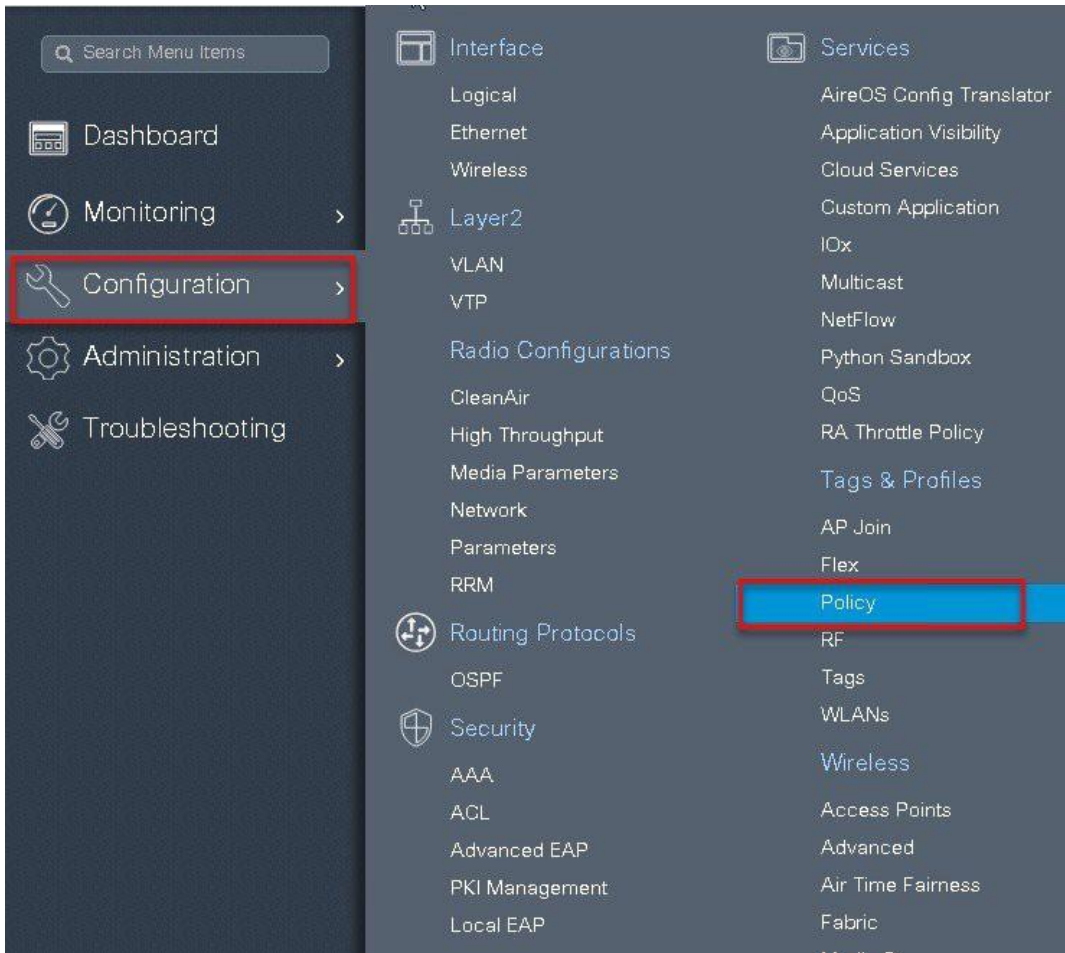 Search Menu Items
Dashboard
Monitoring
Configuration
Administration
Troubleshooting
Interface
Logical
Ethernet
Wireless
Layer2
VLAN
VTP
Radio Configurations
CleanAir
High Throughput
Media Parameters
Network
Parameters
RRM
Routing Protocols
OSPF
Security
AAA
ACL
Advanced EAP
PKI Management
Local EAP
Services
AireOS Config Translator
Application Visibility
Cloud Services
Custom Application
IOx
Multicast
NetFlow
Python Sandbox
QoS
RA Throttle Policy
Tags & Profiles
AP Join
Flex
Policy
RF
Tags
WLANs
Wireless
Access Points
Advanced
Air Time Fairness
Fabric